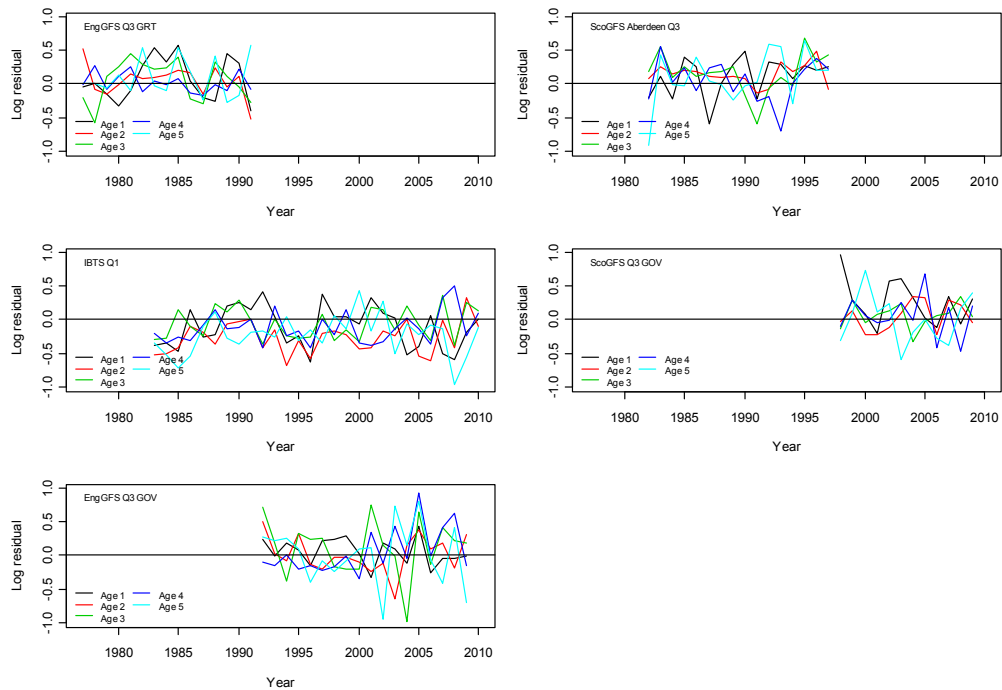 EngGFS Q3 GRT
Log residual
1.0
0.5
0.0
-0.5
-1.0
Age 1 Age 4
Age 2 Age 5
Age 3
1980 1985 1990 1995 2000 2005 2010
Year
ScoGFS Aberdeen Q3
Log residual
1.0
0.5
0.0
-0.5
-1.0
Age 1 Age 4
Age 2 Age 5
Age 3
1980 1985 1990 1995 2000 2005 2010
Year
IBTS Q1
Log residual
1.0
0.5
0.0
-0.5
-1.0
Age 1 Age 4
Age 2 Age 5
Age 3
1980 1985 1990 1995 2000 2005 2010
Year
ScoGFS Q3 GOV
Log residual
1.0
0.5
0.0
-0.5
-1.0
Age 1 Age 4
Age 2 Age 5
Age 3
1980 1985 1990 1995 2000 2005 2010
Year
EngGFS Q3 GOV
Log residual
1.0
0.5
0.0
-0.5
-1.0
Age 1 Age 4
Age 2 Age 5
Age 3
1980 1985 1990 1995 2000 2005 2010
Year